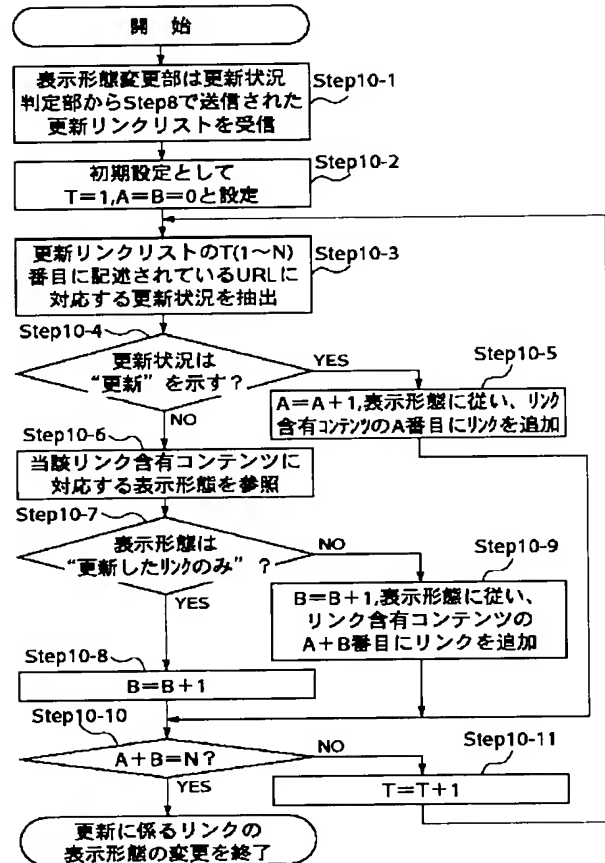 開 始
表示形態変更部は更新状況
判定部からStep8で送信された
更新リンクリストを受信
Step10-1
初期設定として
T=1,A=B=0と設定
Step10-2
更新リンクリストのT(1〜N)
番目に記述されているURLに
対応する更新状況を抽出
Step10-3
Step10-4
更新状況は
“更新”を示す?
YES
NO
Step10-5
A=A+1,表示形態に従い、リンク
含有コンテンツのA番目にリンクを追加
Step10-6
当該リンク含有コンテンツに
対応する表示形態を参照
Step10-7
表示形態は
“更新したリンクのみ”?
NO
YES
Step10-9
B=B+1,表示形態に従い、
リンク含有コンテンツの
A+B番目にリンクを追加
Step10-8
B=B+1
Step10-10
A+B=N?
NO
YES
Step10-11
T=T+1
更新に係るリンクの
表示形態の変更を終了